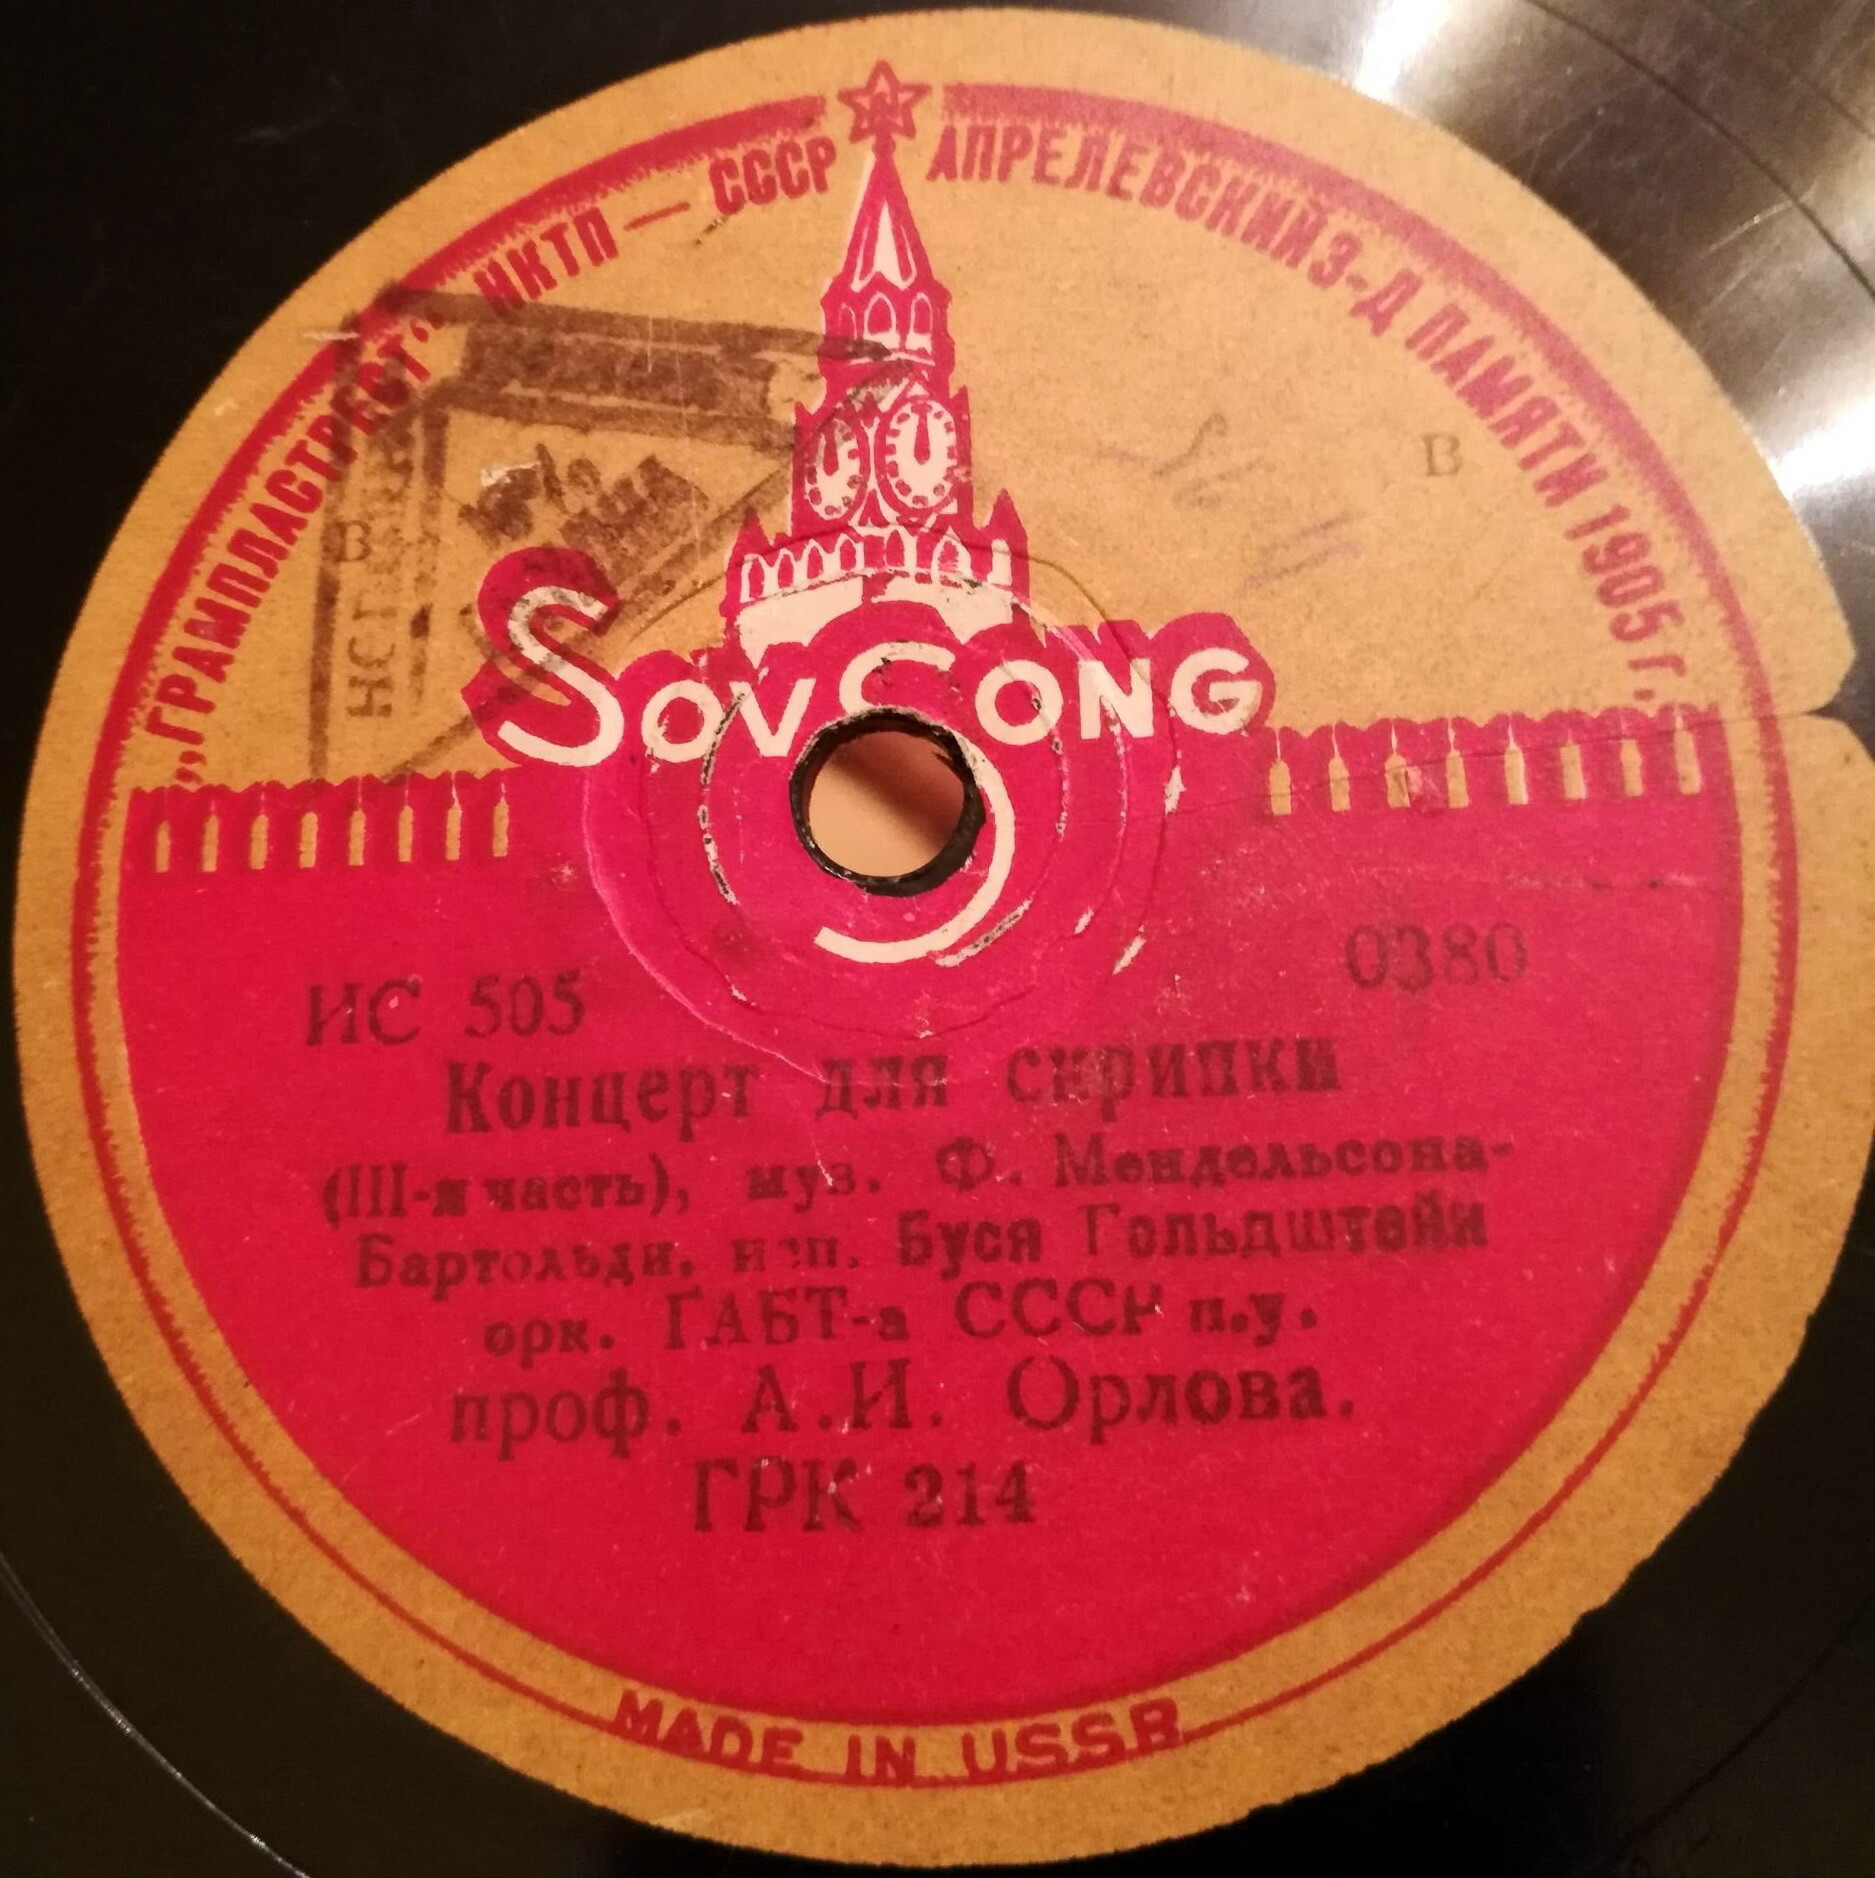 „ГРАМПЛАСТРЕСТ“ НКТП — СССР АПРЕЛЕВСКИЙ З-Д ПАМЯТИ 1905 г.
В
В
SovSong
ИС 505 0380
Концерт для скрипки
(III-я часть), муз. Ф. Мендельсона-
Бартольди, исп. Буся Гольдштейн
орк. ГАБТ-а СССР п.у.
проф. А.И. Орлова.
ГРК 214
MADE IN USSR